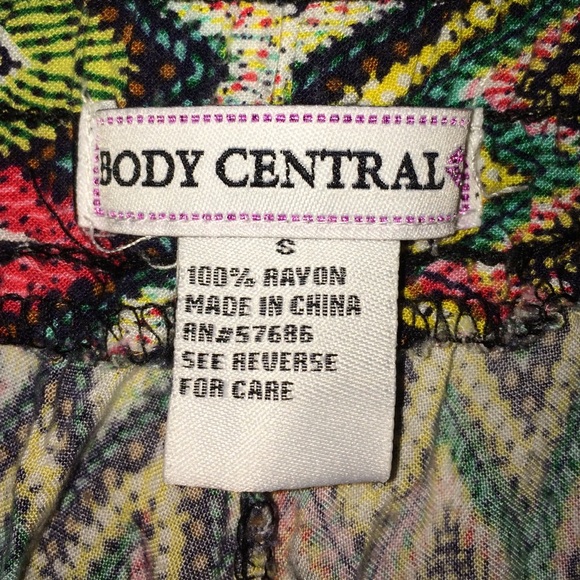 BODY CENTRAL
S
100% RAYON
MADE IN CHINA
RN#57686
SEE REVERSE
FOR CARE